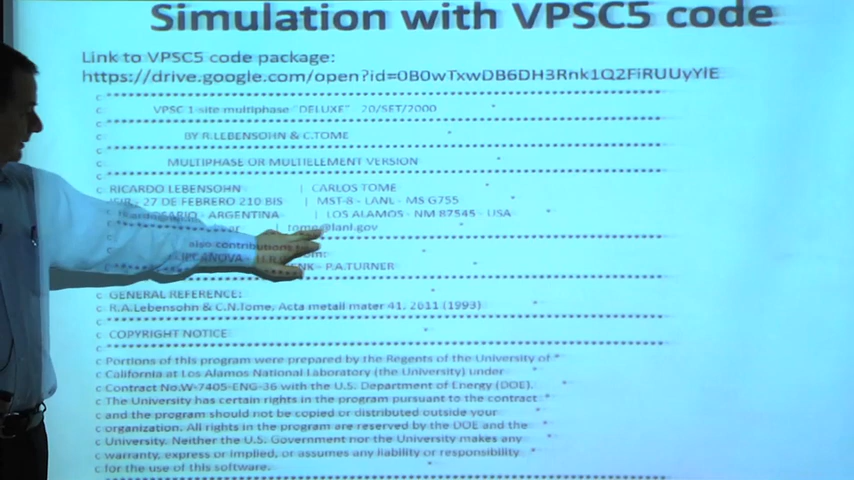 Simulation with VPSC5 code
Link to VPSC5 code package:
https://drive.google.com/open?id=0B0wTxwDB6DH3Rnk1Q2FiRUUyYlE
c ************************************************************
c VPSC 1-site multiphase "DELUXE" 20/SET/2000 *
c ************************************************************
c BY R.LEBENSOHN & C.TOME *
c ************************************************************
c MULTIPHASE OR MULTIELEMENT VERSION *
c ************************************************************
c RICARDO LEBENSOHN | CARLOS TOME *
27 DE FEBRERO 210 BIS | MST-8 - LANL - MS G755 *
ROSARIO - ARGENTINA | LOS ALAMOS - NM 87545 - USA *
| tome@lanl.gov *
also contributions
P.A.TURNER *
c ************************************************************
c GENERAL REFERENCE: *
c R.A.Lebensohn & C.N.Tome, Acta metall mater 41, 2611 (1993) *
c ************************************************************
c COPYRIGHT NOTICE *
c ************************************************************
c Portions of this program were prepared by the Regents of the University of *
c California at Los Alamos National Laboratory (the University) under *
c Contract No.W-7405-ENG-36 with the U.S. Department of Energy (DOE). *
c The University has certain rights in the program pursuant to the contract *
c and the program should not be copied or distributed outside your *
c organization. All rights in the program are reserved by the DOE and the *
c University. Neither the U.S. Government nor the University makes any *
c warranty, express or implied, or assumes any liability or responsibility *
c for the use of this software. *
c ************************************************************